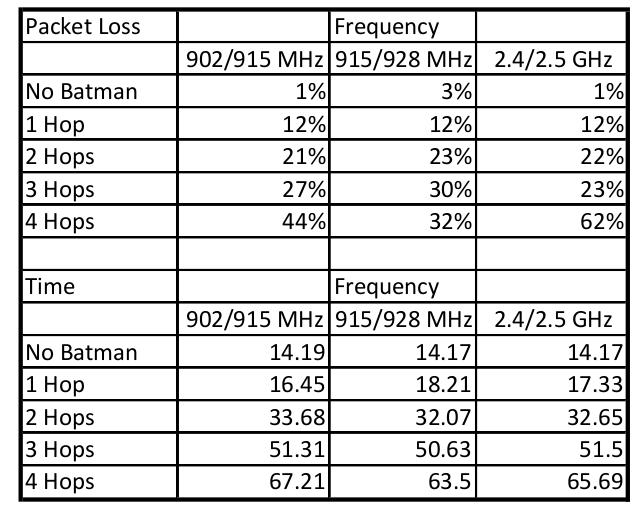 Packet Loss Frequency
902/915 MHz 915/928 MHz 2.4/2.5 GHz
No Batman 1% 3% 1%
1 Hop 12% 12% 12%
2 Hops 21% 23% 22%
3 Hops 27% 30% 23%
4 Hops 44% 32% 62%
Time Frequency
902/915 MHz 915/928 MHz 2.4/2.5 GHz
No Batman 14.19 14.17 14.17
1 Hop 16.45 18.21 17.33
2 Hops 33.68 32.07 32.65
3 Hops 51.31 50.63 51.5
4 Hops 67.21 63.5 65.69